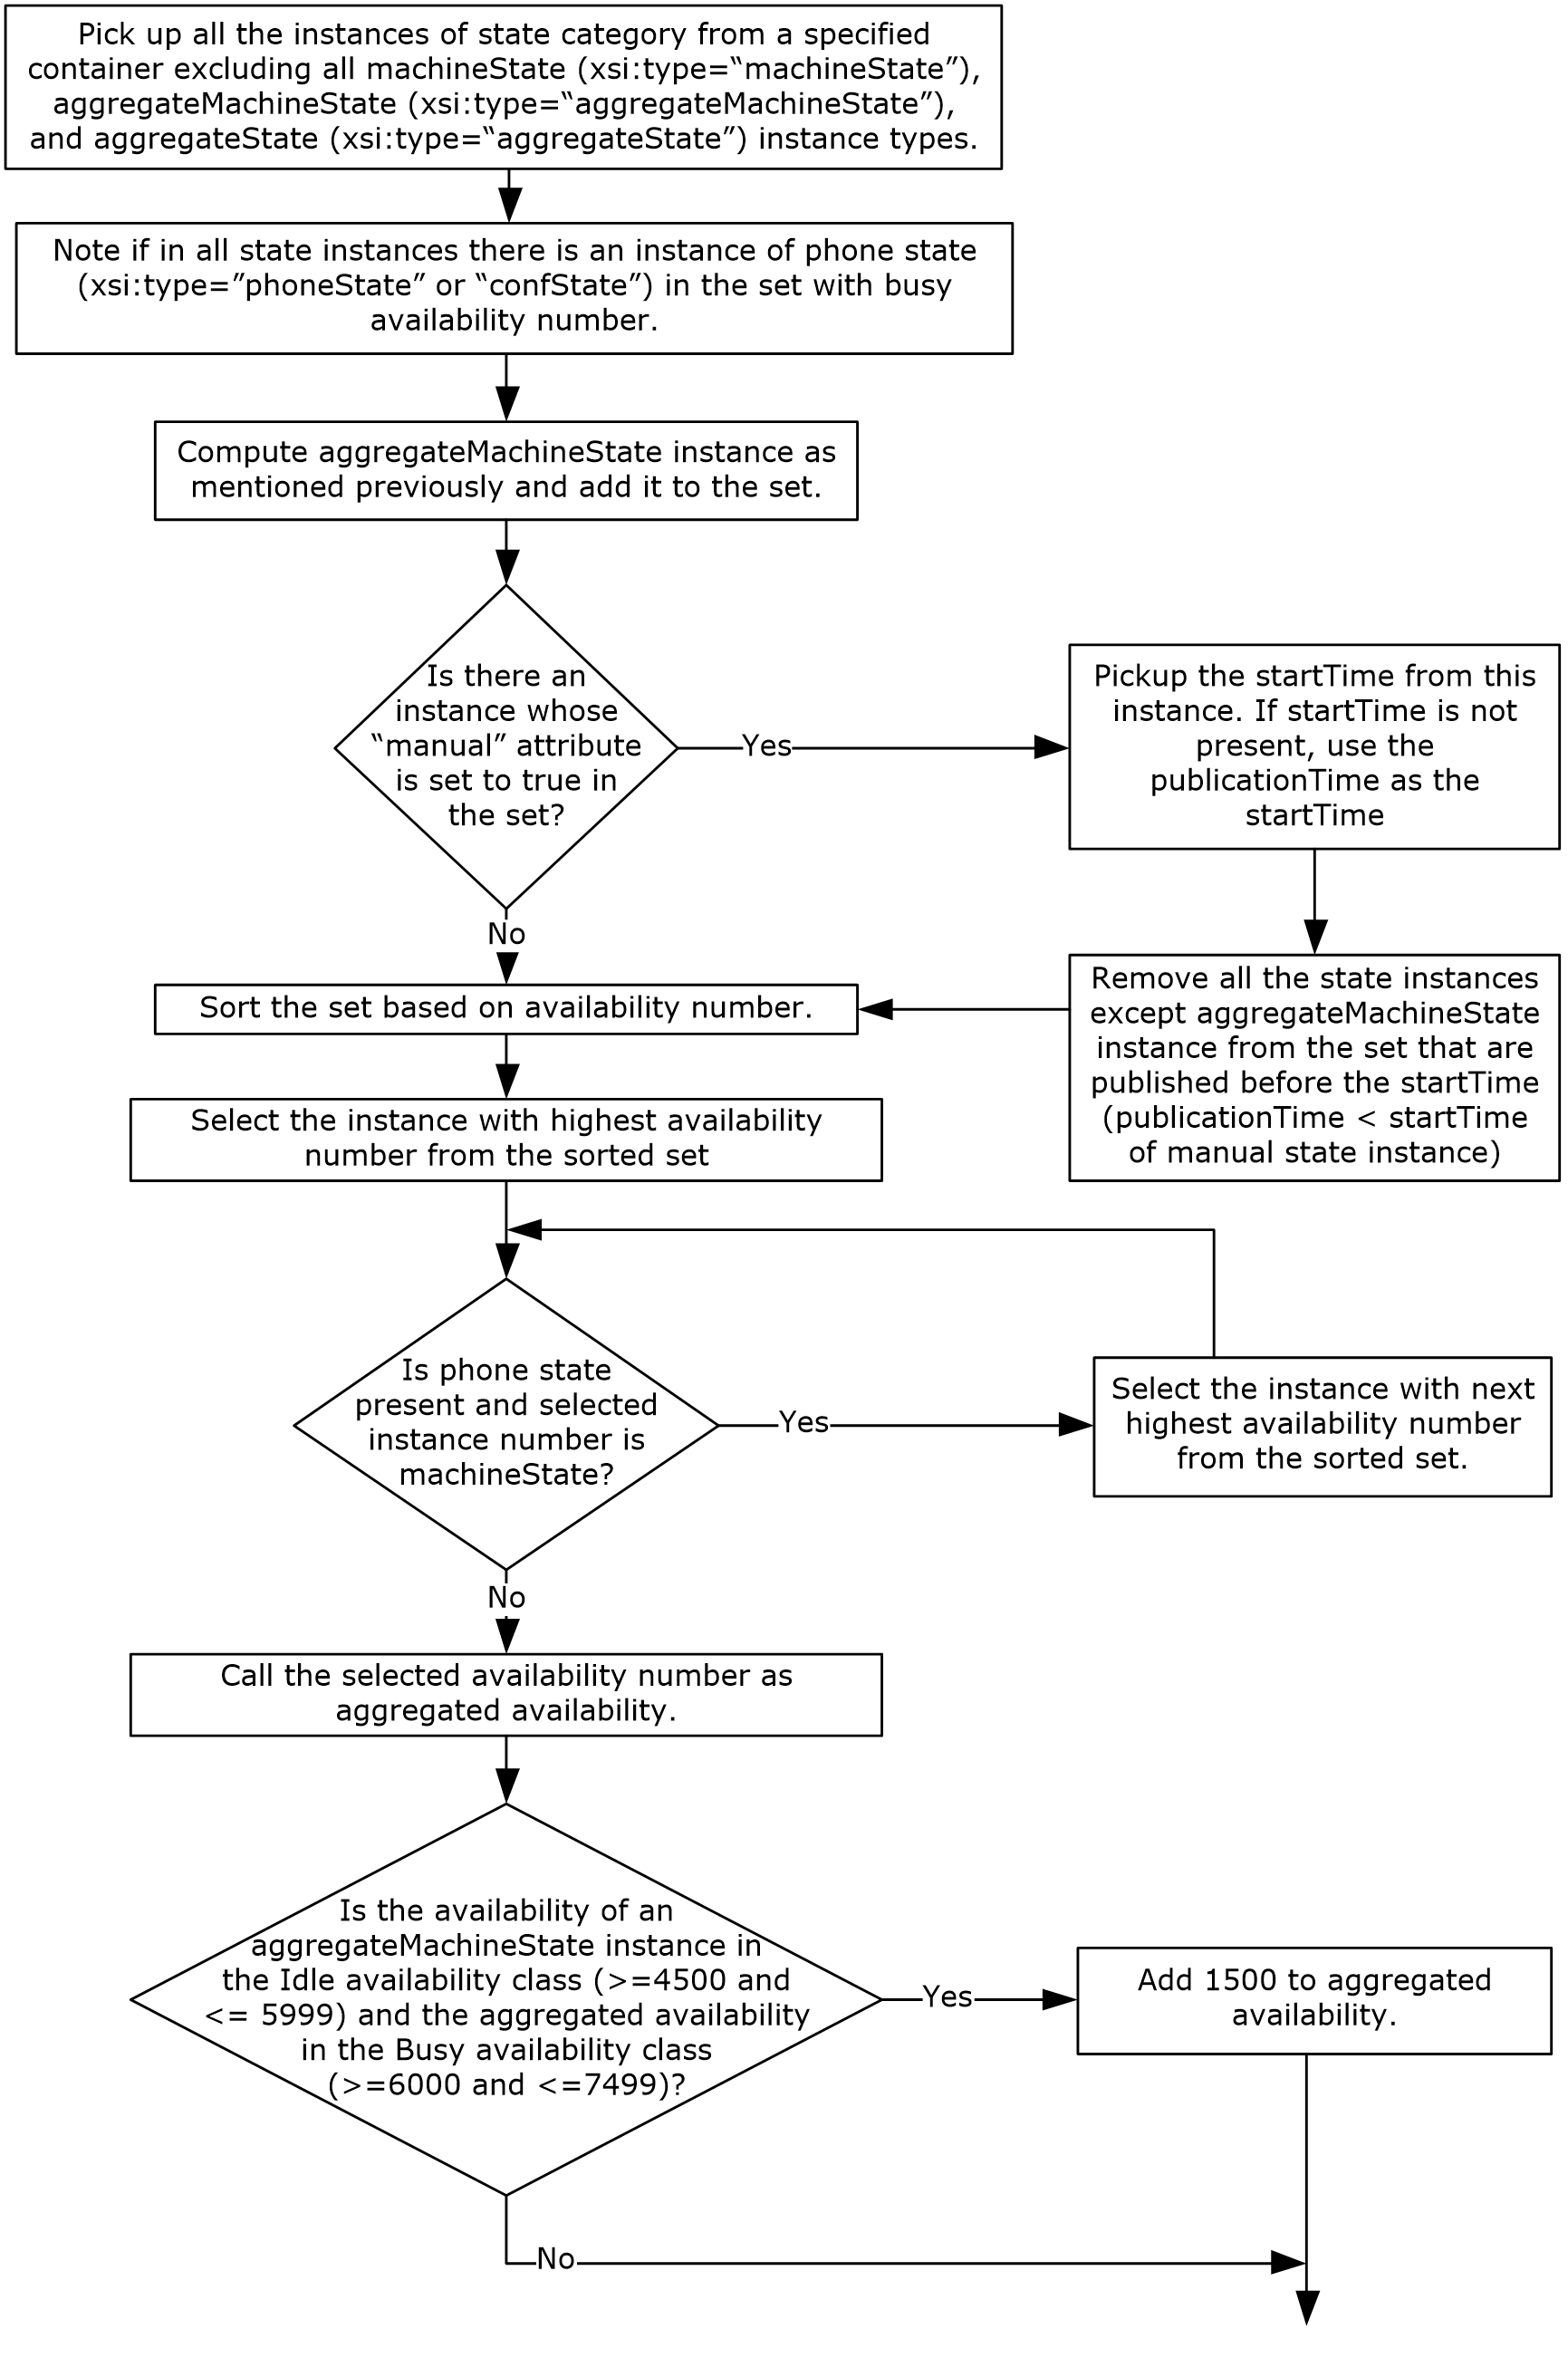 Pick up all the instances of state category from a specified
container excluding all machineState (xsi:type=“machineState”),
aggregateMachineState (xsi:type=“aggregateMachineState”),
and aggregateState (xsi:type=“aggregateState”) instance types.
Note if in all state instances there is an instance of phone state
(xsi:type=”phoneState” or “confState”) in the set with busy
availability number.
Compute aggregateMachineState instance as
mentioned previously and add it to the set.
Is there an
instance whose
“manual” attribute
is set to true in
the set?
Yes
Pickup the startTime from this
instance. If startTime is not
present, use the
publicationTime as the
startTime
No
Remove all the state instances
except aggregateMachineState
instance from the set that are
published before the startTime
(publicationTime < startTime
of manual state instance)
Sort the set based on availability number.
Select the instance with highest availability
number from the sorted set
Is phone state
present and selected
instance number is
machineState?
Yes
Select the instance with next
highest availability number
from the sorted set.
No
Call the selected availability number as
aggregated availability.
Is the availability of an
aggregateMachineState instance in
the Idle availability class (>=4500 and
<= 5999) and the aggregated availability
in the Busy availability class
(>=6000 and <=7499)?
Yes
Add 1500 to aggregated
availability.
No